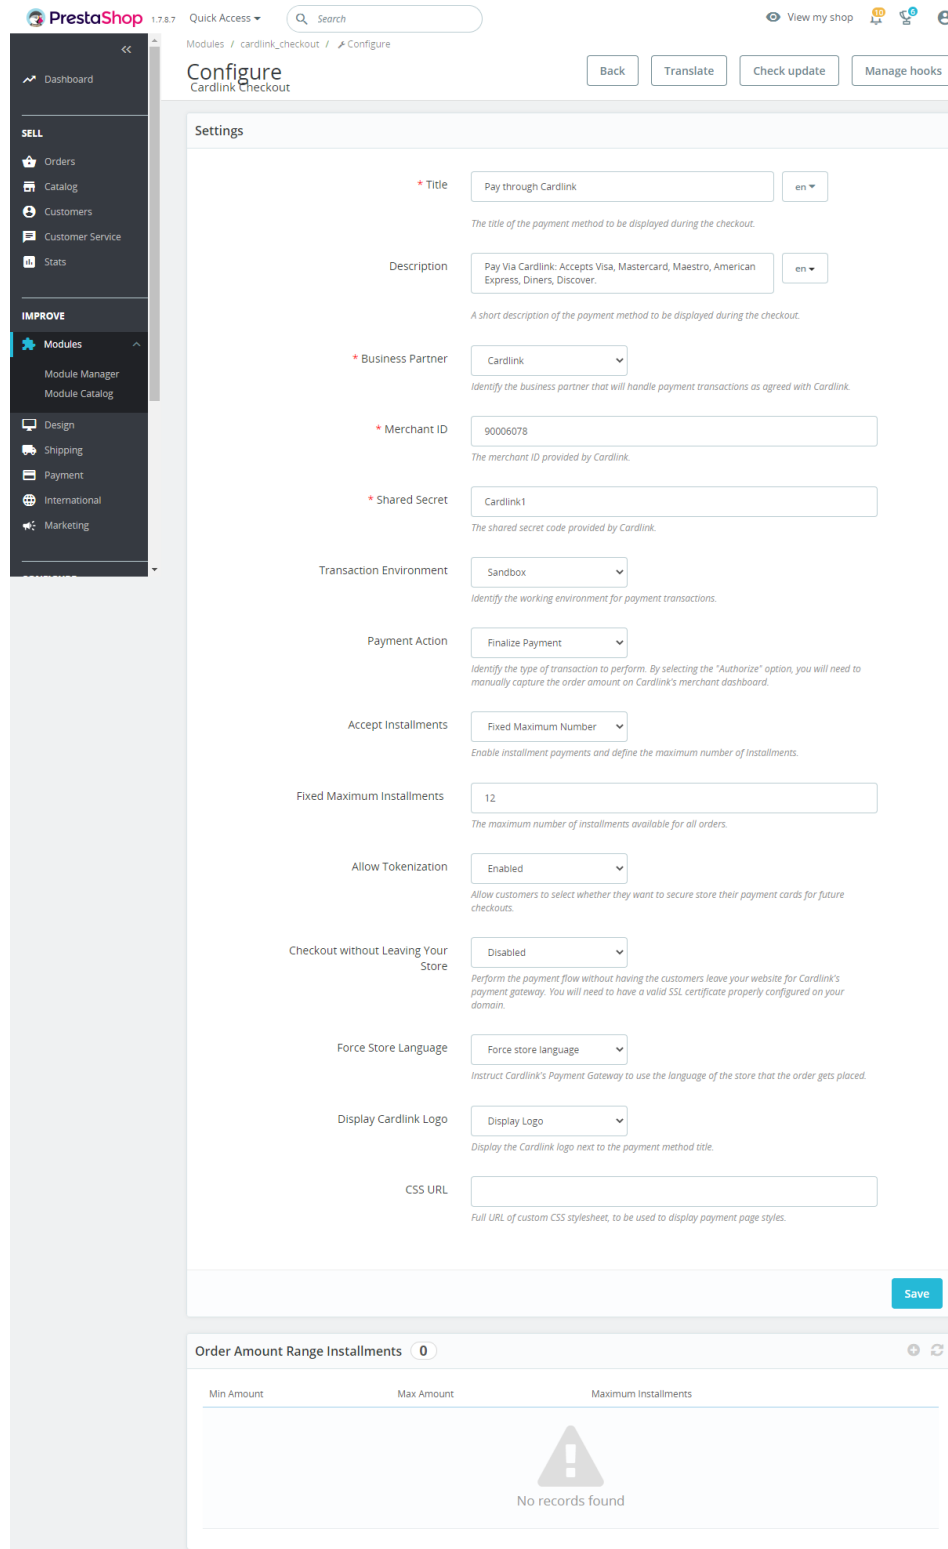 PrestaShop 1.7.8.7 Quick Access Search View my shop 10 6
Modules / cardlink_checkout / Configure
Configure
Cardlink Checkout
Back Translate Check update Manage hooks
Dashboard
SELL
Orders
Catalog
Customers
Customer Service
Stats
IMPROVE
Modules
Module Manager
Module Catalog
Design
Shipping
Payment
International
Marketing
Settings
* Title Pay through Cardlink en
The title of the payment method to be displayed during the checkout.
Description Pay Via Cardlink: Accepts Visa, Mastercard, Maestro, American
Express, Diners, Discover. en
A short description of the payment method to be displayed during the checkout.
* Business Partner Cardlink
Identify the business partner that will handle payment transactions as agreed with Cardlink.
* Merchant ID 90006078
The merchant ID provided by Cardlink.
* Shared Secret Cardlink1
The shared secret code provided by Cardlink.
Transaction Environment Sandbox
Identify the working environment for payment transactions.
Payment Action Finalize Payment
Identify the type of transaction to perform. By selecting the "Authorize" option, you will need to
manually capture the order amount on Cardlink's merchant dashboard.
Accept Installments Fixed Maximum Number
Enable installment payments and define the maximum number of Installments.
Fixed Maximum Installments 12
The maximum number of installments available for all orders.
Allow Tokenization Enabled
Allow customers to select whether they want to secure store their payment cards for future
checkouts.
Checkout without Leaving Your
Store Disabled
Perform the payment flow without having the customers leave your website for Cardlink's
payment gateway. You will need to have a valid SSL certificate properly configured on your
domain.
Force Store Language Force store language
Instruct Cardlink's Payment Gateway to use the language of the store that the order gets placed.
Display Cardlink Logo Display Logo
Display the Cardlink logo next to the payment method title.
CSS URL
Full URL of custom CSS stylesheet, to be used to display payment page styles.
Save
Order Amount Range Installments 0
Min Amount Max Amount Maximum Installments
No records found